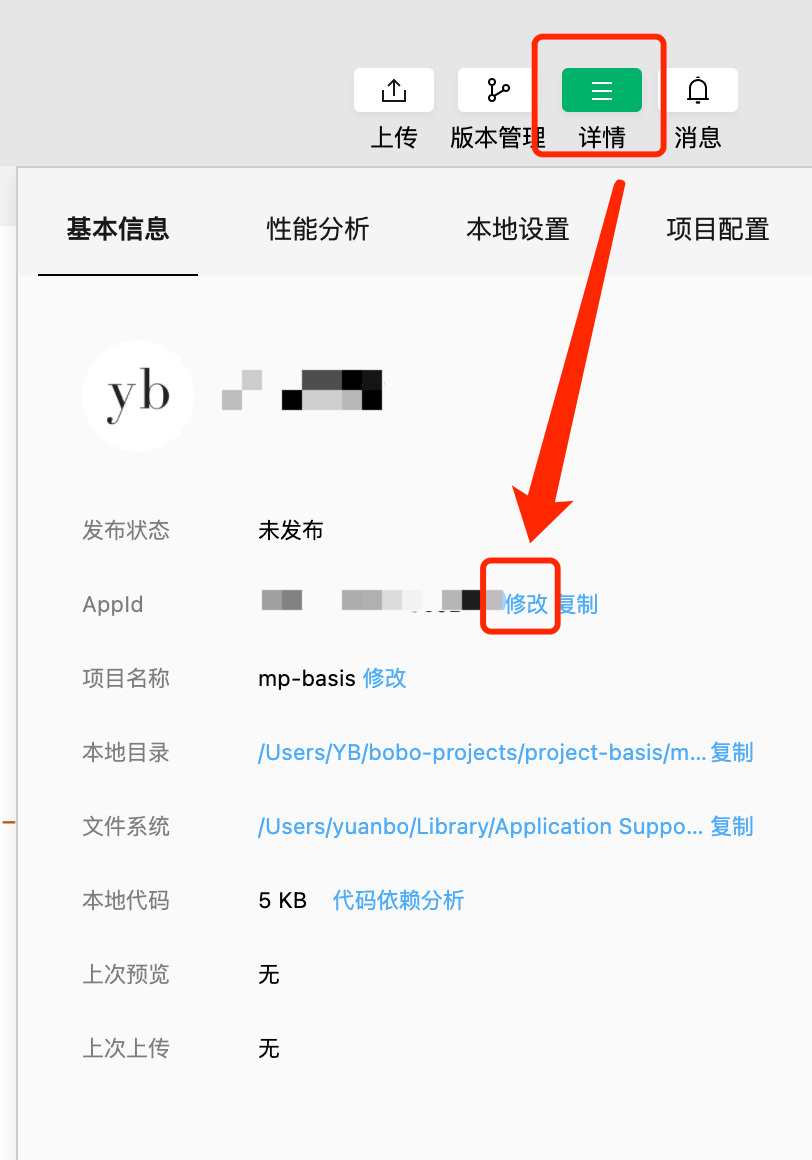 上传 版本管理 详情 消息
基本信息 性能分析 本地设置 项目配置
yb
发布状态 未发布
AppId 修改 复制
项目名称 mp-basis 修改
本地目录 /Users/YB/bobo-projects/project-basis/m... 复制
文件系统 /Users/yuanbo/Library/Application Suppo... 复制
本地代码 5 KB 代码依赖分析
上次预览 无
上次上传 无